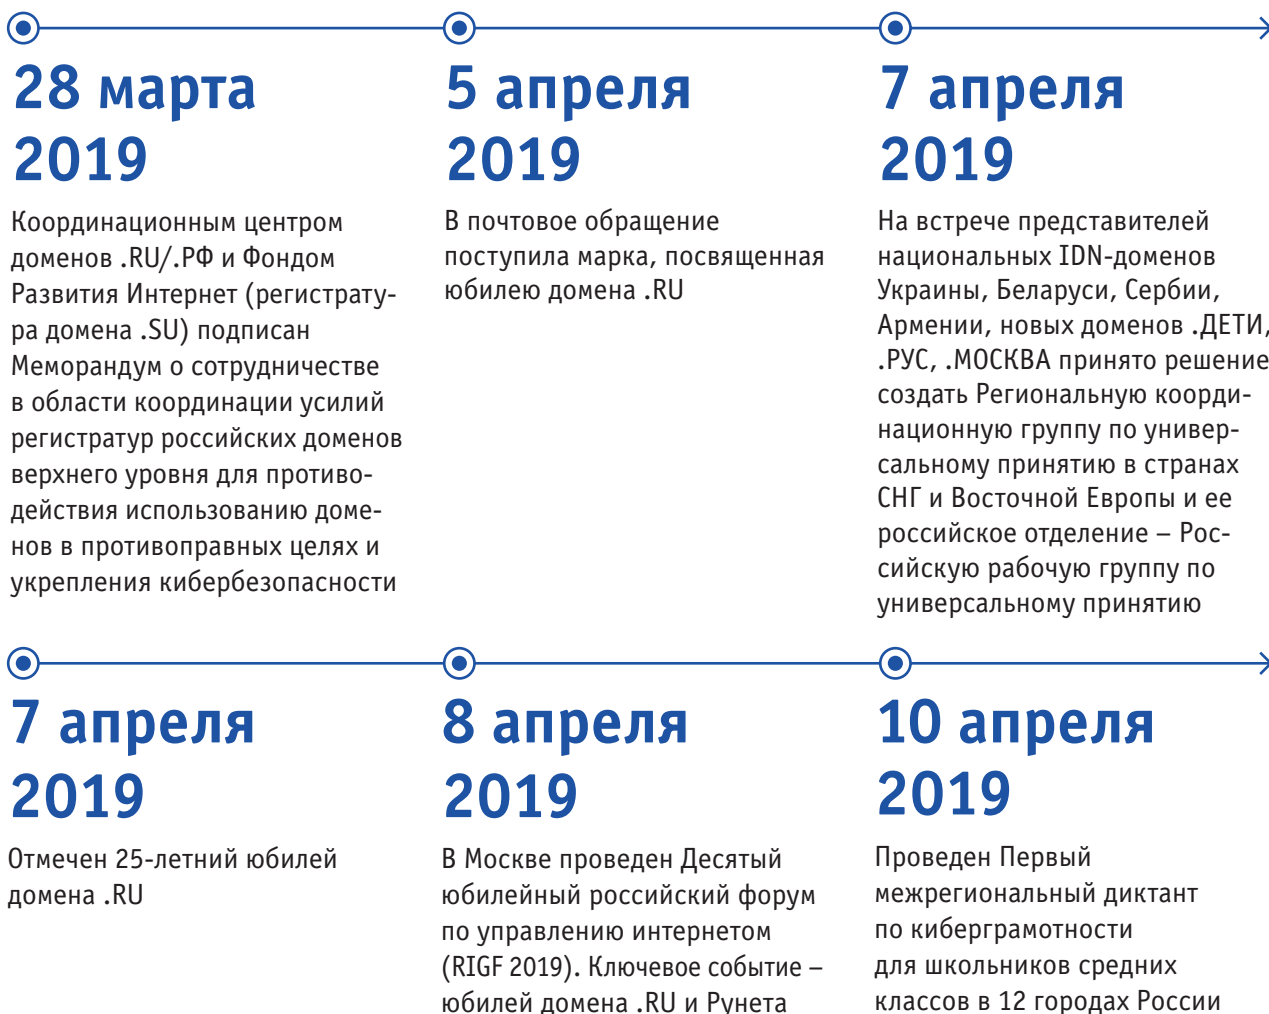 28 марта
2019
Координационным центром
доменов .RU/.РФ и Фондом
Развития Интернет (регистрату-
ра домена .SU) подписан
Меморандум о сотрудничестве
в области координации усилий
регистратур российских доменов
верхнего уровня для противо-
действия использованию доме-
нов в противоправных целях и
укрепления кибербезопасности
5 апреля
2019
В почтовое обращение
поступила марка, посвященная
юбилею домена .RU
7 апреля
2019
На встрече представителей
национальных IDN-доменов
Украины, Беларуси, Сербии,
Армении, новых доменов .ДЕТИ,
.РУС, .МОСКВА принято решение
создать Региональную коорди-
национную группу по универ-
сальному принятию в странах
СНГ и Восточной Европы и ее
российское отделение – Рос-
сийскую рабочую группу по
универсальному принятию
7 апреля
2019
Отмечен 25-летний юбилей
домена .RU
8 апреля
2019
В Москве проведен Десятый
юбилейный российский форум
по управлению интернетом
(RIGF 2019). Ключевое событие –
юбилей домена .RU и Рунета
10 апреля
2019
Проведен Первый
межрегиональный диктант
по киберграмотности
для школьников средних
классов в 12 городах России